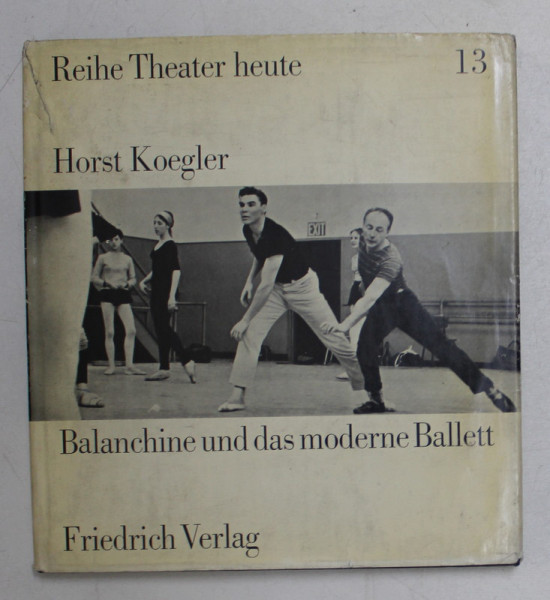 Reihe Theater heute 13
Horst Koegler
EXIT
Balanchine und das moderne Ballett
Friedrich Verlag